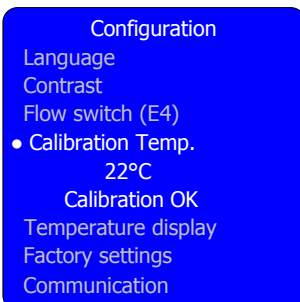 Configuration
Language
Contrast
Flow switch (E4)
● Calibration Temp.
22°C
Calibration OK
Temperature display
Factory settings
Communication